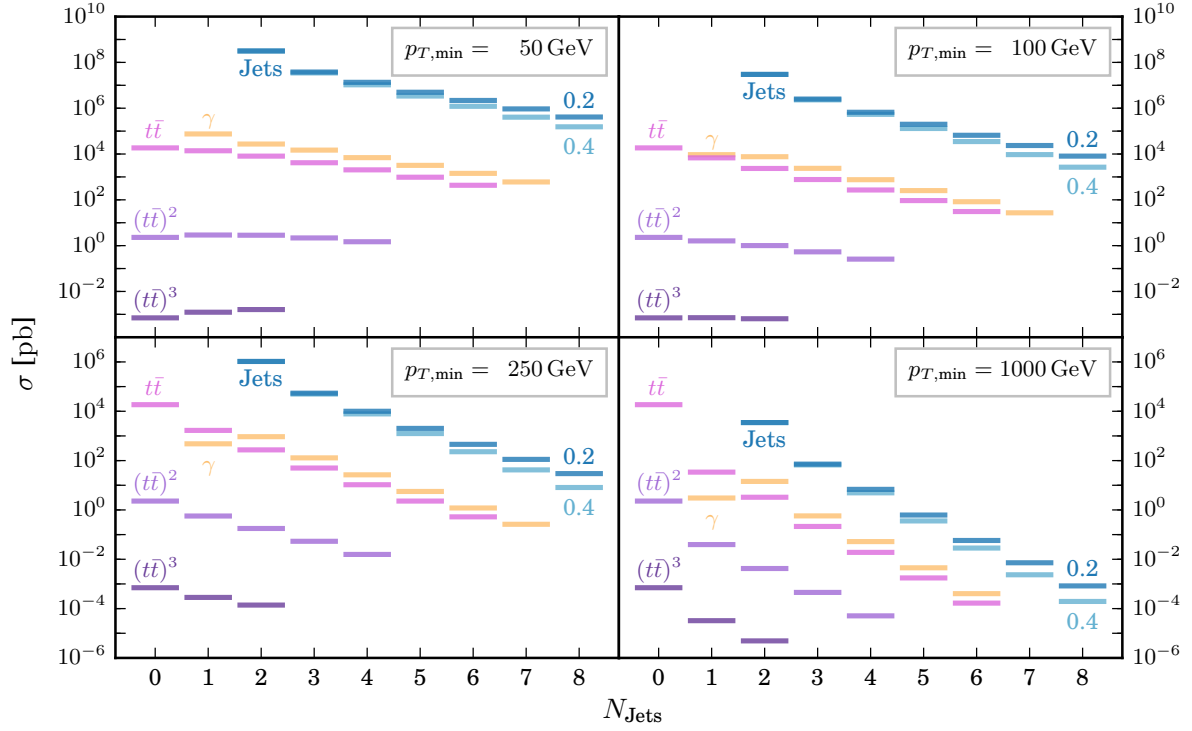 10^10
10^8
10^6
10^4
10^2
10^0
10^−2
σ [pb]
p_{T,min} = 50 GeV
Jets
γ
tt̄
(tt̄)^2
(tt̄)^3
0.2
0.4
p_{T,min} = 100 GeV
Jets
γ
tt̄
(tt̄)^2
(tt̄)^3
0.2
0.4
10^10
10^8
10^6
10^4
10^2
10^0
10^−2
10^6
10^4
10^2
10^0
10^−2
10^−4
10^−6
p_{T,min} = 250 GeV
Jets
tt̄
γ
(tt̄)^2
(tt̄)^3
0.2
0.4
p_{T,min} = 1000 GeV
tt̄
Jets
(tt̄)^2
γ
(tt̄)^3
0.2
0.4
10^6
10^4
10^2
10^0
10^−2
10^−4
10^−6
0 1 2 3 4 5 6 7 8
0 1 2 3 4 5 6 7 8
N_Jets